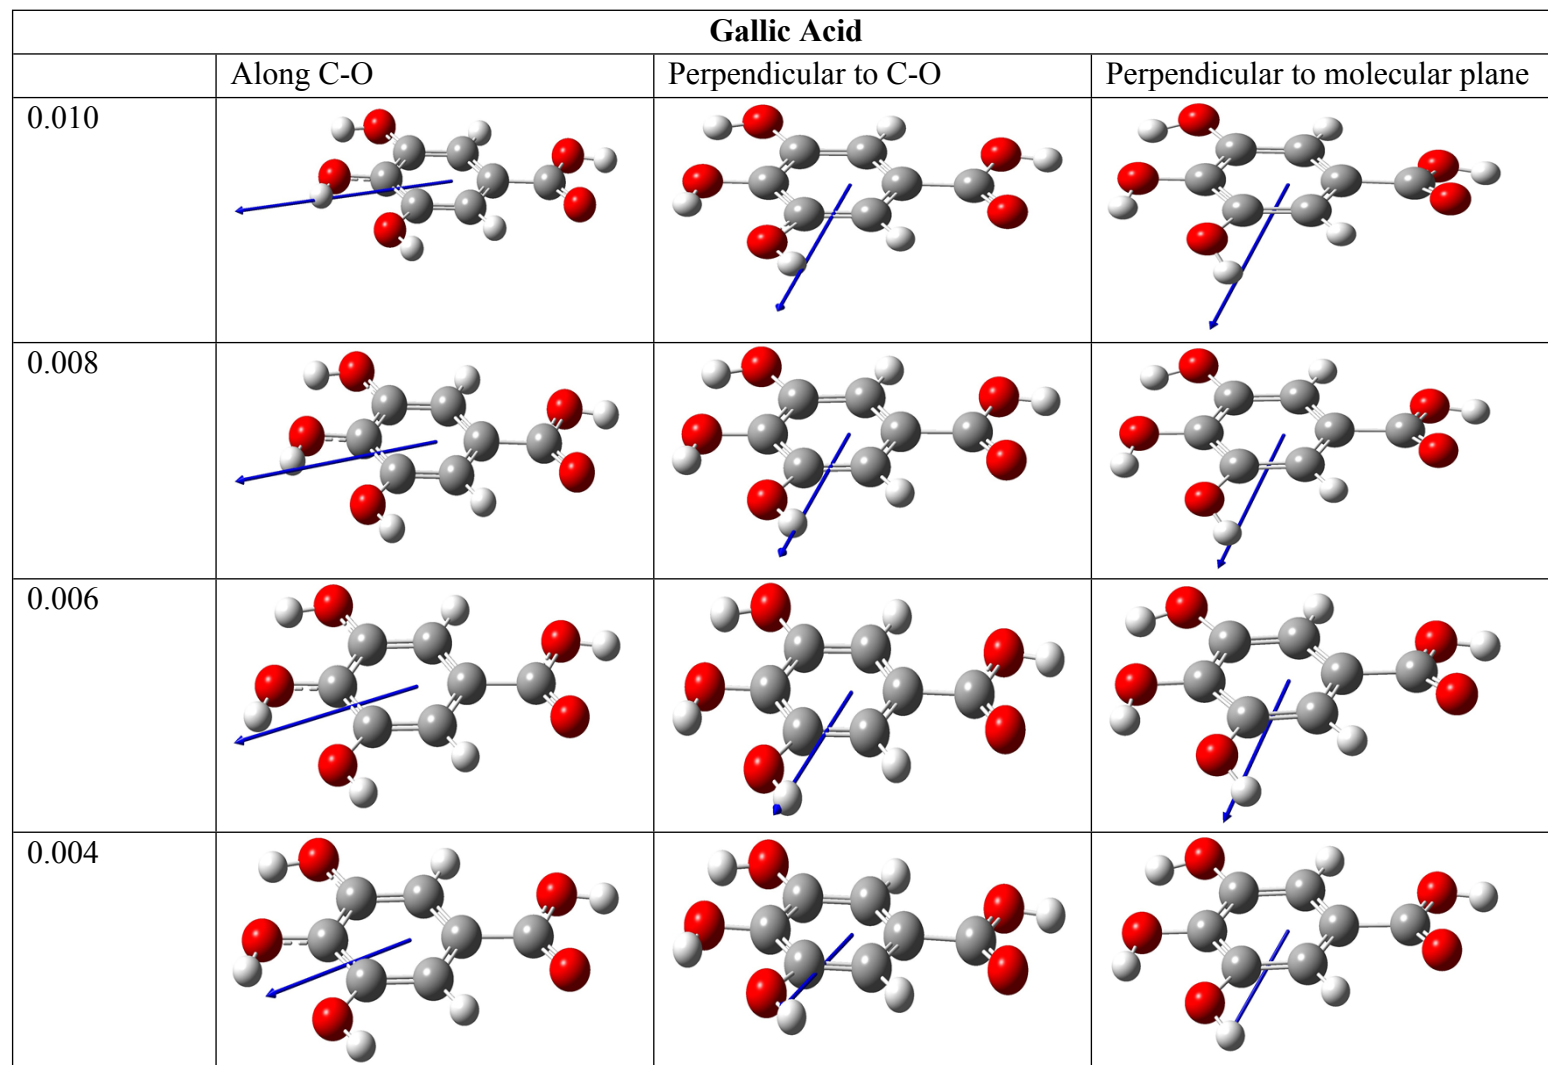 Gallic Acid
Along C-O
Perpendicular to C-O
Perpendicular to molecular plane
0.010
0.008
0.006
0.004